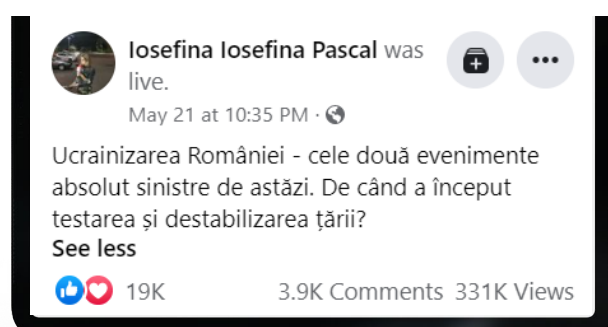 Iosefina Iosefina Pascal was
live.
May 21 at 10:35 PM ·
Ucrainizarea României - cele două evenimente
absolut sinistre de astăzi. De când a început
testarea și destabilizarea țării?
See less
19K 3.9K Comments 331K Views